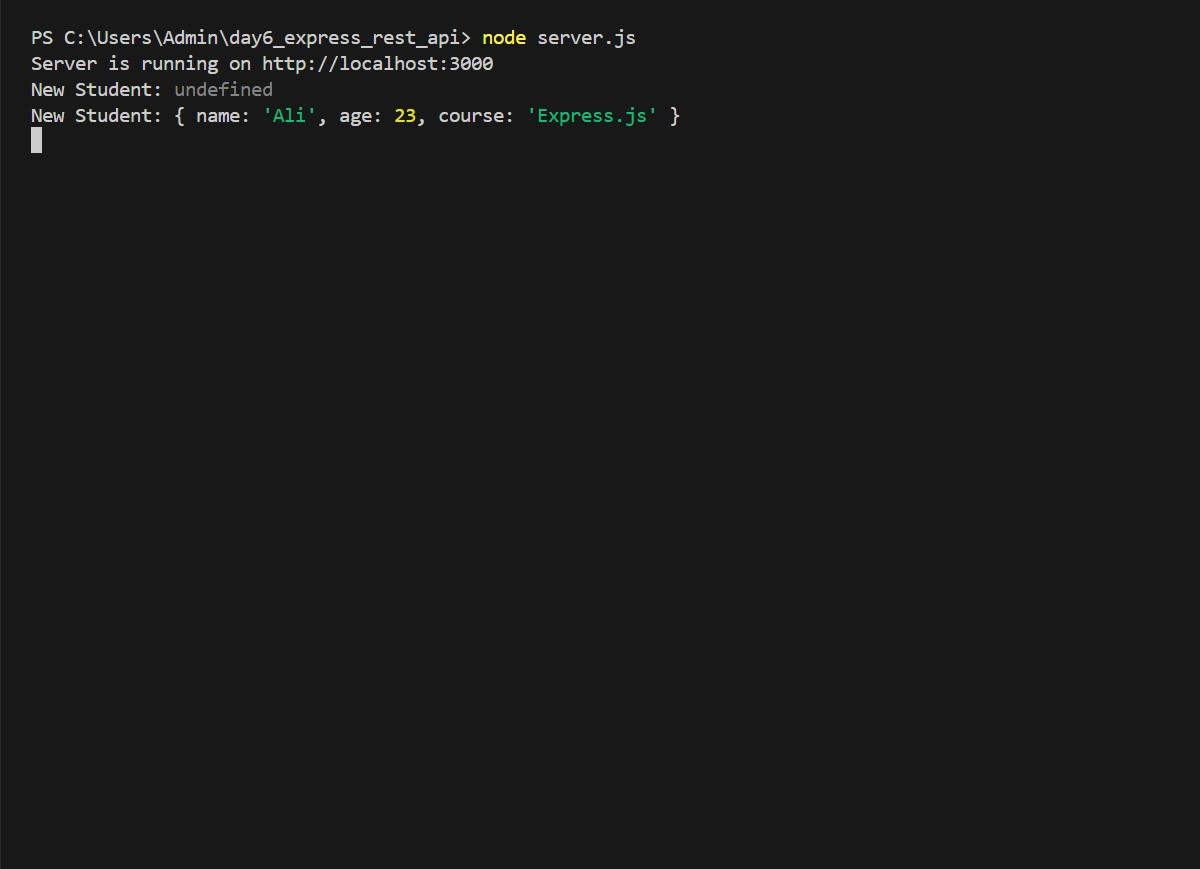 PS C:\Users\Admin\day6_express_rest_api> node server.js
Server is running on http://localhost:3000
New Student: undefined
New Student: { name: 'Ali', age: 23, course: 'Express.js' }